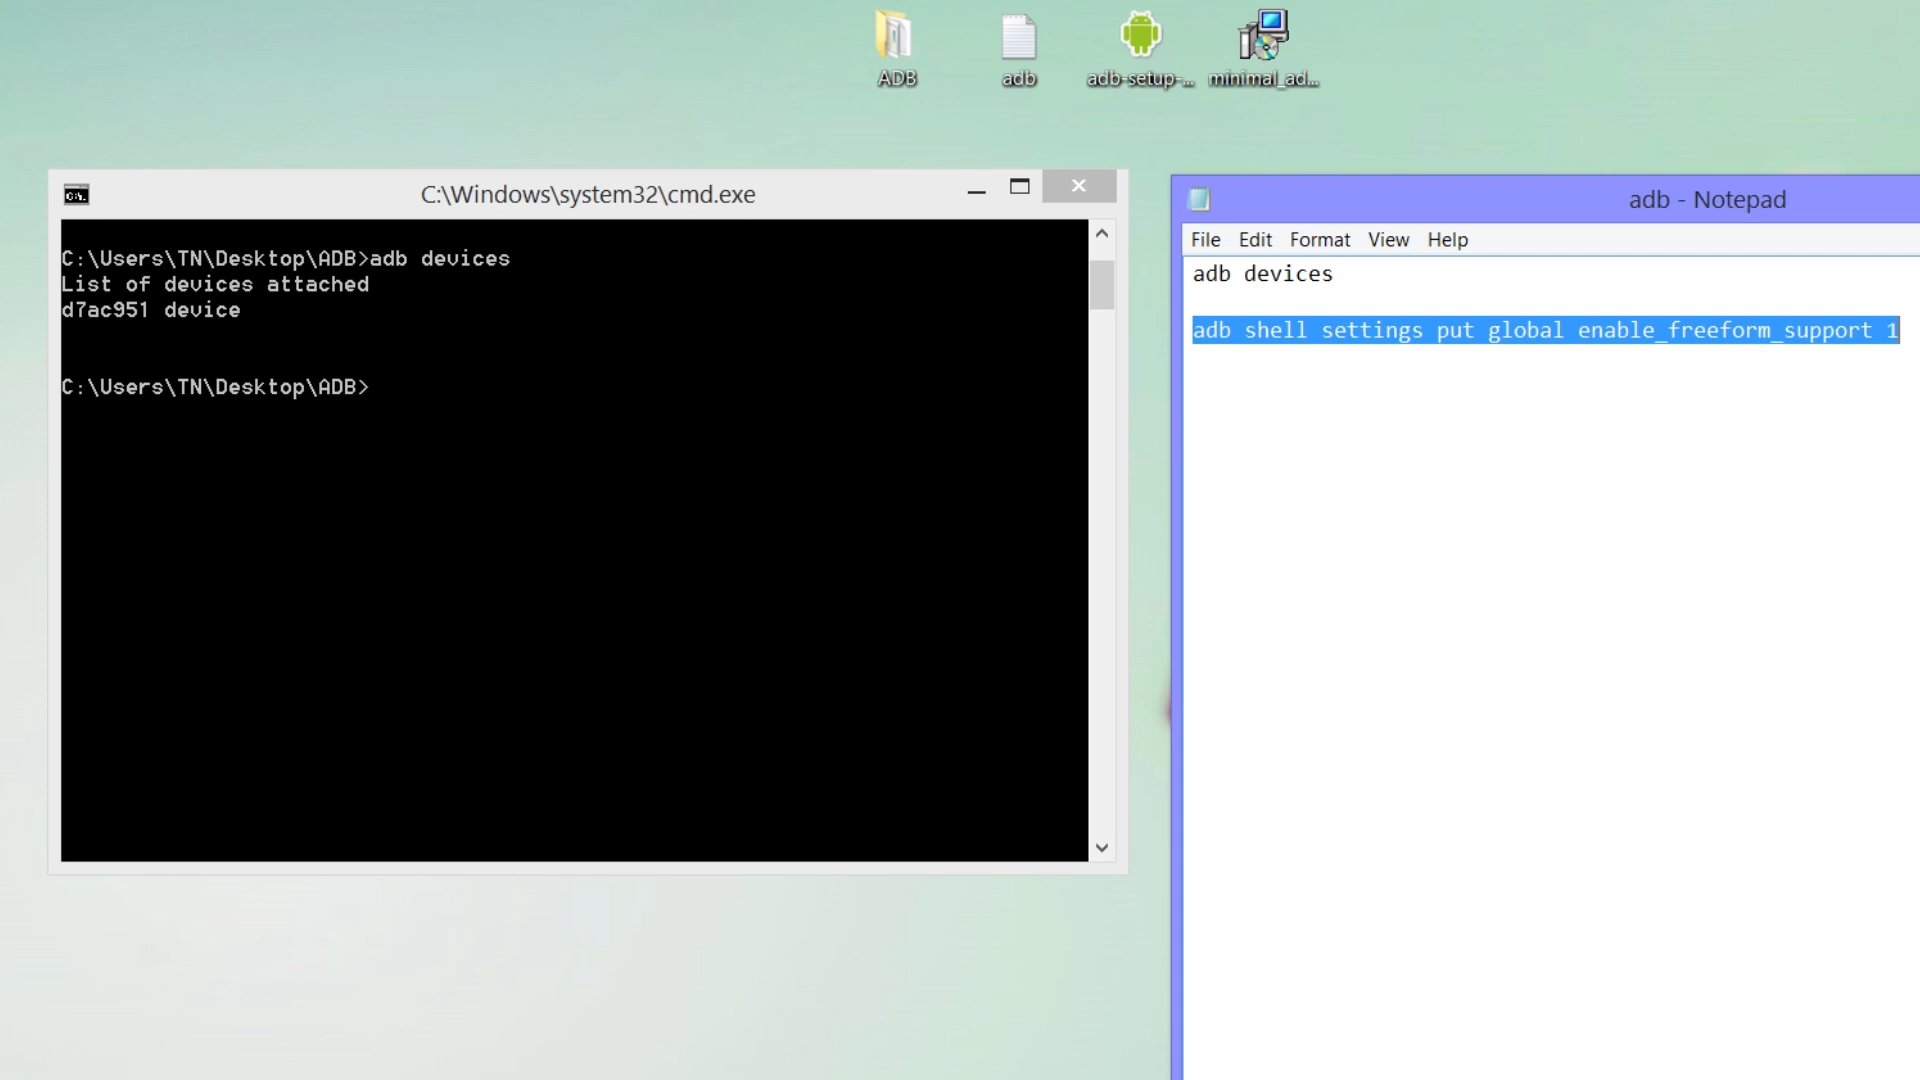 ADB
adb
adb-setup-...
minimal_ad...
C:\Windows\system32\cmd.exe
C:\Users\TN\Desktop\ADB>adb devices
List of devices attached
d7ac951 device
C:\Users\TN\Desktop\ADB>
adb - Notepad
File Edit Format View Help
adb devices
adb shell settings put global enable_freeform_support 1